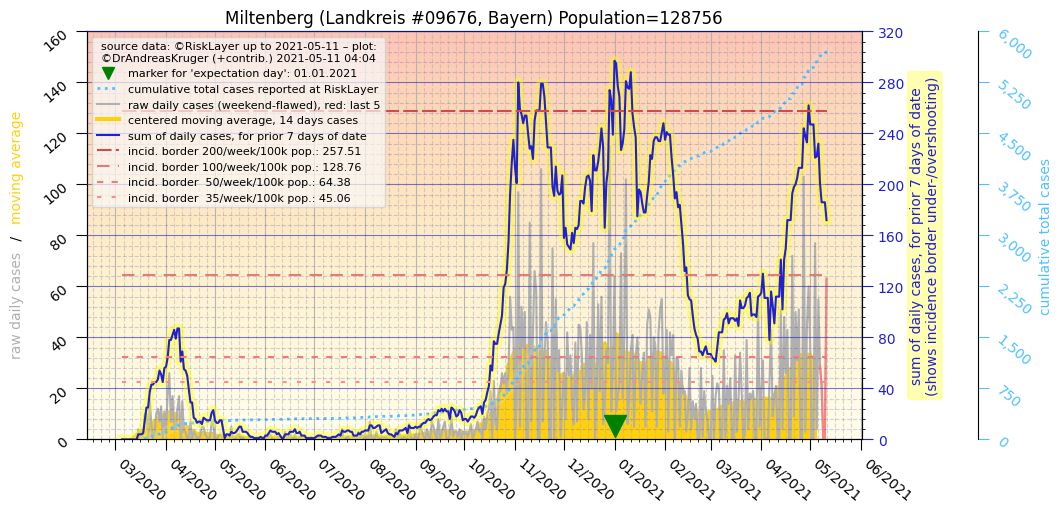 Miltenberg (Landkreis #09676, Bayern) Population=128756
source data: ©RiskLayer up to 2021-05-11 – plot:
©DrAndreasKruger (+contrib.) 2021-05-11 04:04
marker for 'expectation day': 01.01.2021
cumulative total cases reported at RiskLayer
raw daily cases (weekend-flawed), red: last 5
centered moving average, 14 days cases
sum of daily cases, for prior 7 days of date
incid. border 200/week/100k pop.: 257.51
incid. border 100/week/100k pop.: 128.76
incid. border  50/week/100k pop.: 64.38
incid. border  35/week/100k pop.: 45.06
raw daily cases / moving average
160
140
120
100
80
60
40
20
0
320
280
240
200
160
120
80
40
0
sum of daily cases, for prior 7 days of date
(shows incidence border under-/overshooting)
6,000
5,250
4,500
3,750
3,000
2,250
1,500
750
0
cumulative total cases
03/2020
04/2020
05/2020
06/2020
07/2020
08/2020
09/2020
10/2020
11/2020
12/2020
01/2021
02/2021
03/2021
04/2021
05/2021
06/2021